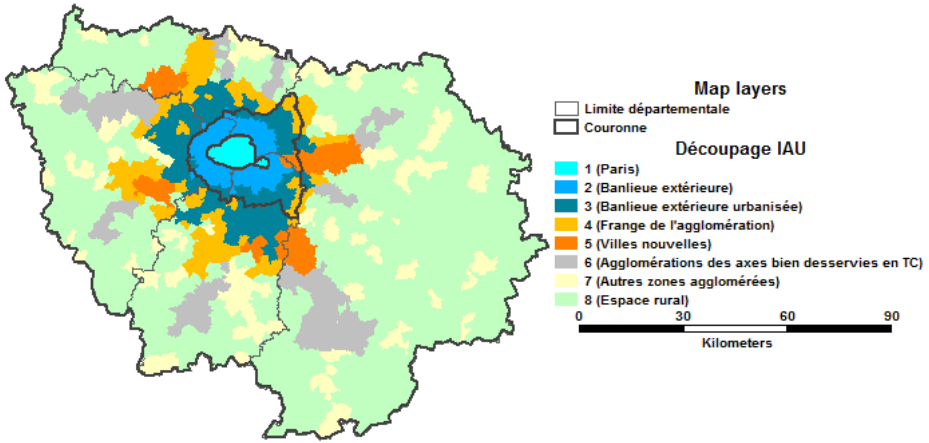 Map layers
Limite départementale
Couronne
Découpage IAU
1 (Paris)
2 (Banlieue extérieure)
3 (Banlieue extérieure urbanisée)
4 (Frange de l'agglomération)
5 (Villes nouvelles)
6 (Agglomérations des axes bien desservies en TC)
7 (Autres zones agglomérées)
8 (Espace rural)
0 30 60 90
Kilometers